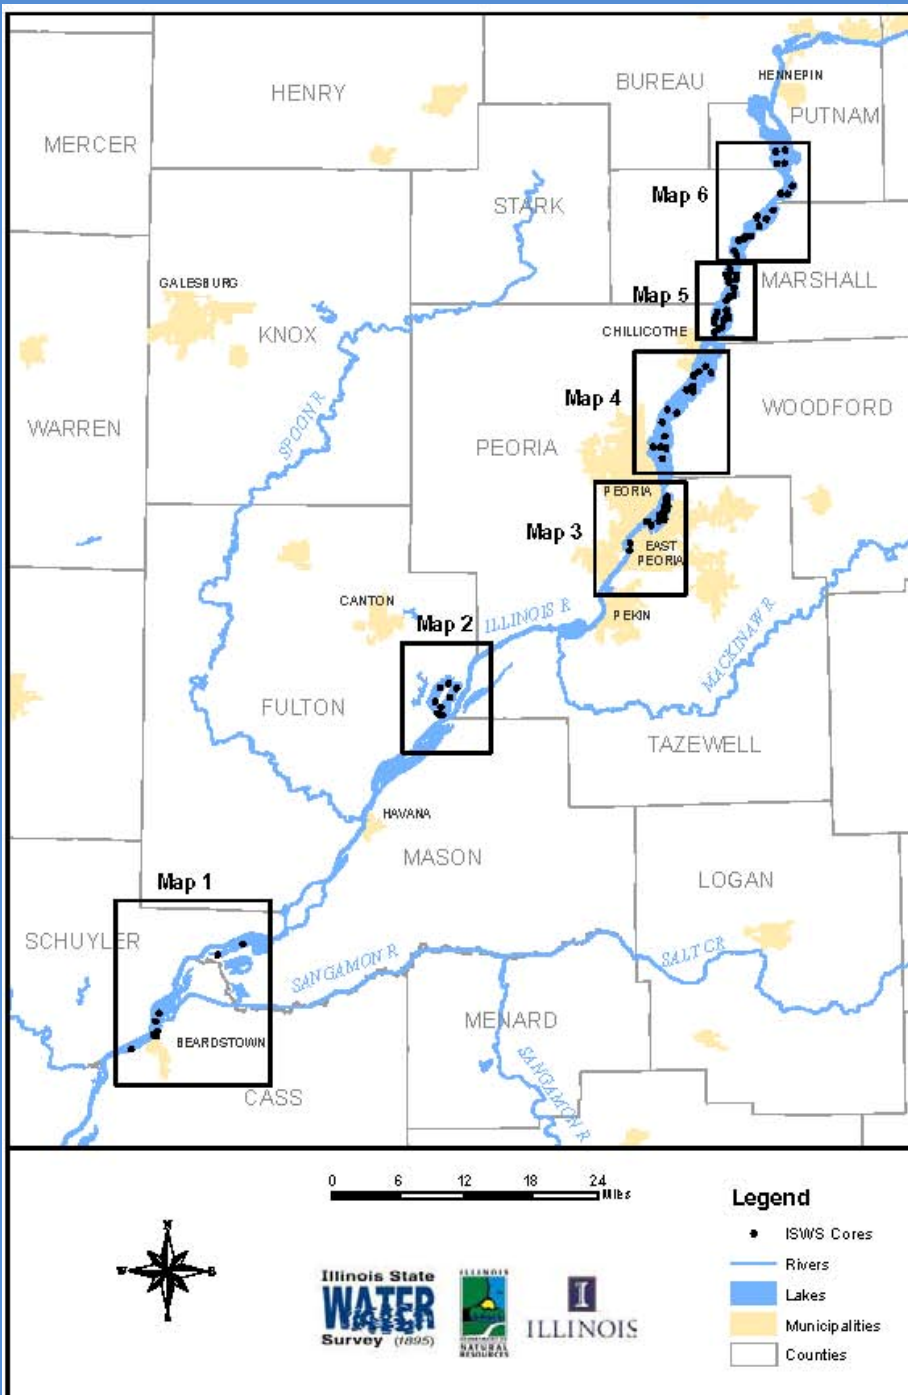 HENNEPIN
BUREAU
HENRY
PUTNAM
MERCER
Map 6
STARK
MARSHALL
GALESBURG
Map 5
KNOX
CHILLICOTHE
Map 4
SPOON R
WOODFORD
WARREN
PEORIA
PEORIA
Map 3
EAST
PEORIA
CANTON
ILLINOIS R
PEKIN
Map 2
MACKINAW R
FULTON
TAZEWELL
HAVANA
MASON
Map 1
LOGAN
SCHUYLER
SALT CR
SANGAMON R
MENARD
BEARDSTOWN
SANGAMON R
CASS
0 6 12 18 24
Miles
Legend
ISWS Cores
Rivers
Lakes
Municipalities
Counties
N
W E
S
Illinois State
WATER
Survey (1895)
ILLINOIS
NATURAL
RESOURCES
I
ILLINOIS